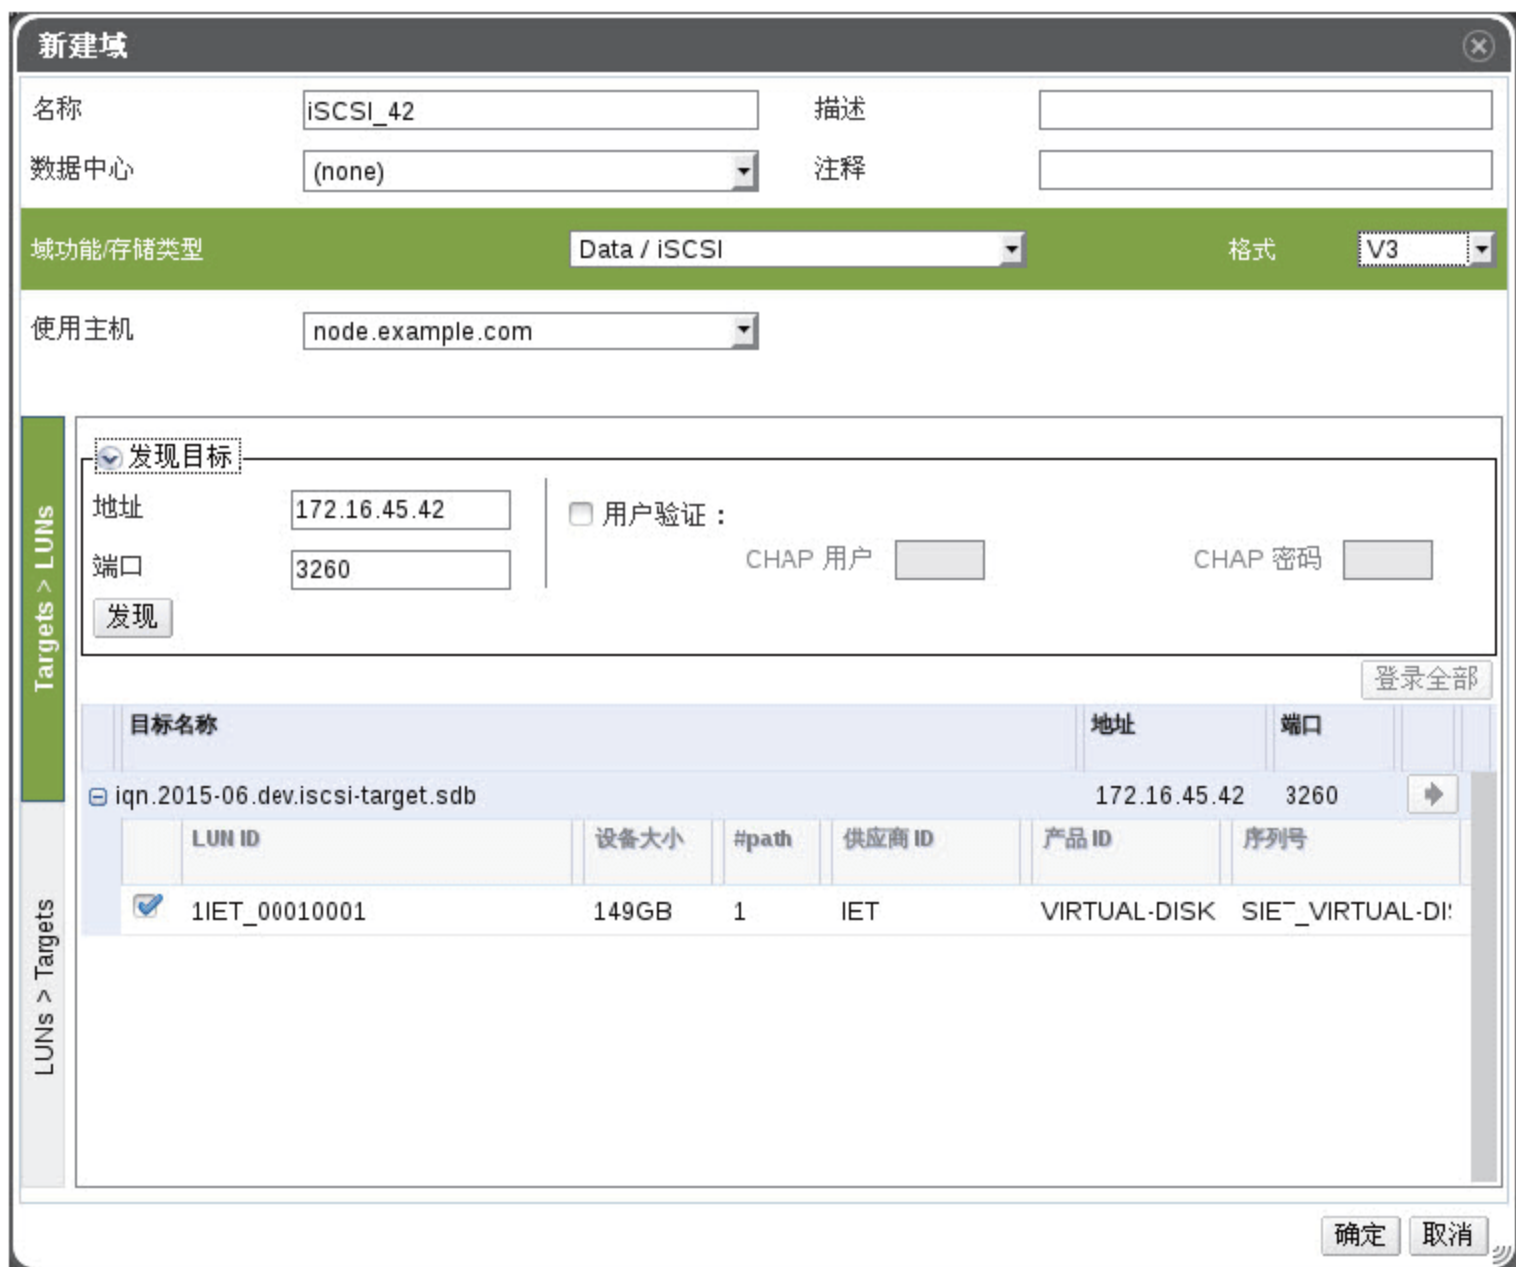 新建域
名称 iSCSI_42 描述
数据中心 (none) 注释
域功能/存储类型 Data / iSCSI 格式 V3
使用主机 node.example.com
Targets > LUNs
LUNs > Targets
发现目标
地址 172.16.45.42 用户验证：
端口 3260 CHAP 用户 CHAP 密码
发现
登录全部
目标名称 地址 端口
iqn.2015-06.dev.iscsi-target.sdb 172.16.45.42 3260
LUN ID 设备大小 #path 供应商 ID 产品 ID 序列号
1IET_00010001 149GB 1 IET VIRTUAL-DISK SIET_VIRTUAL-DI
确定 取消